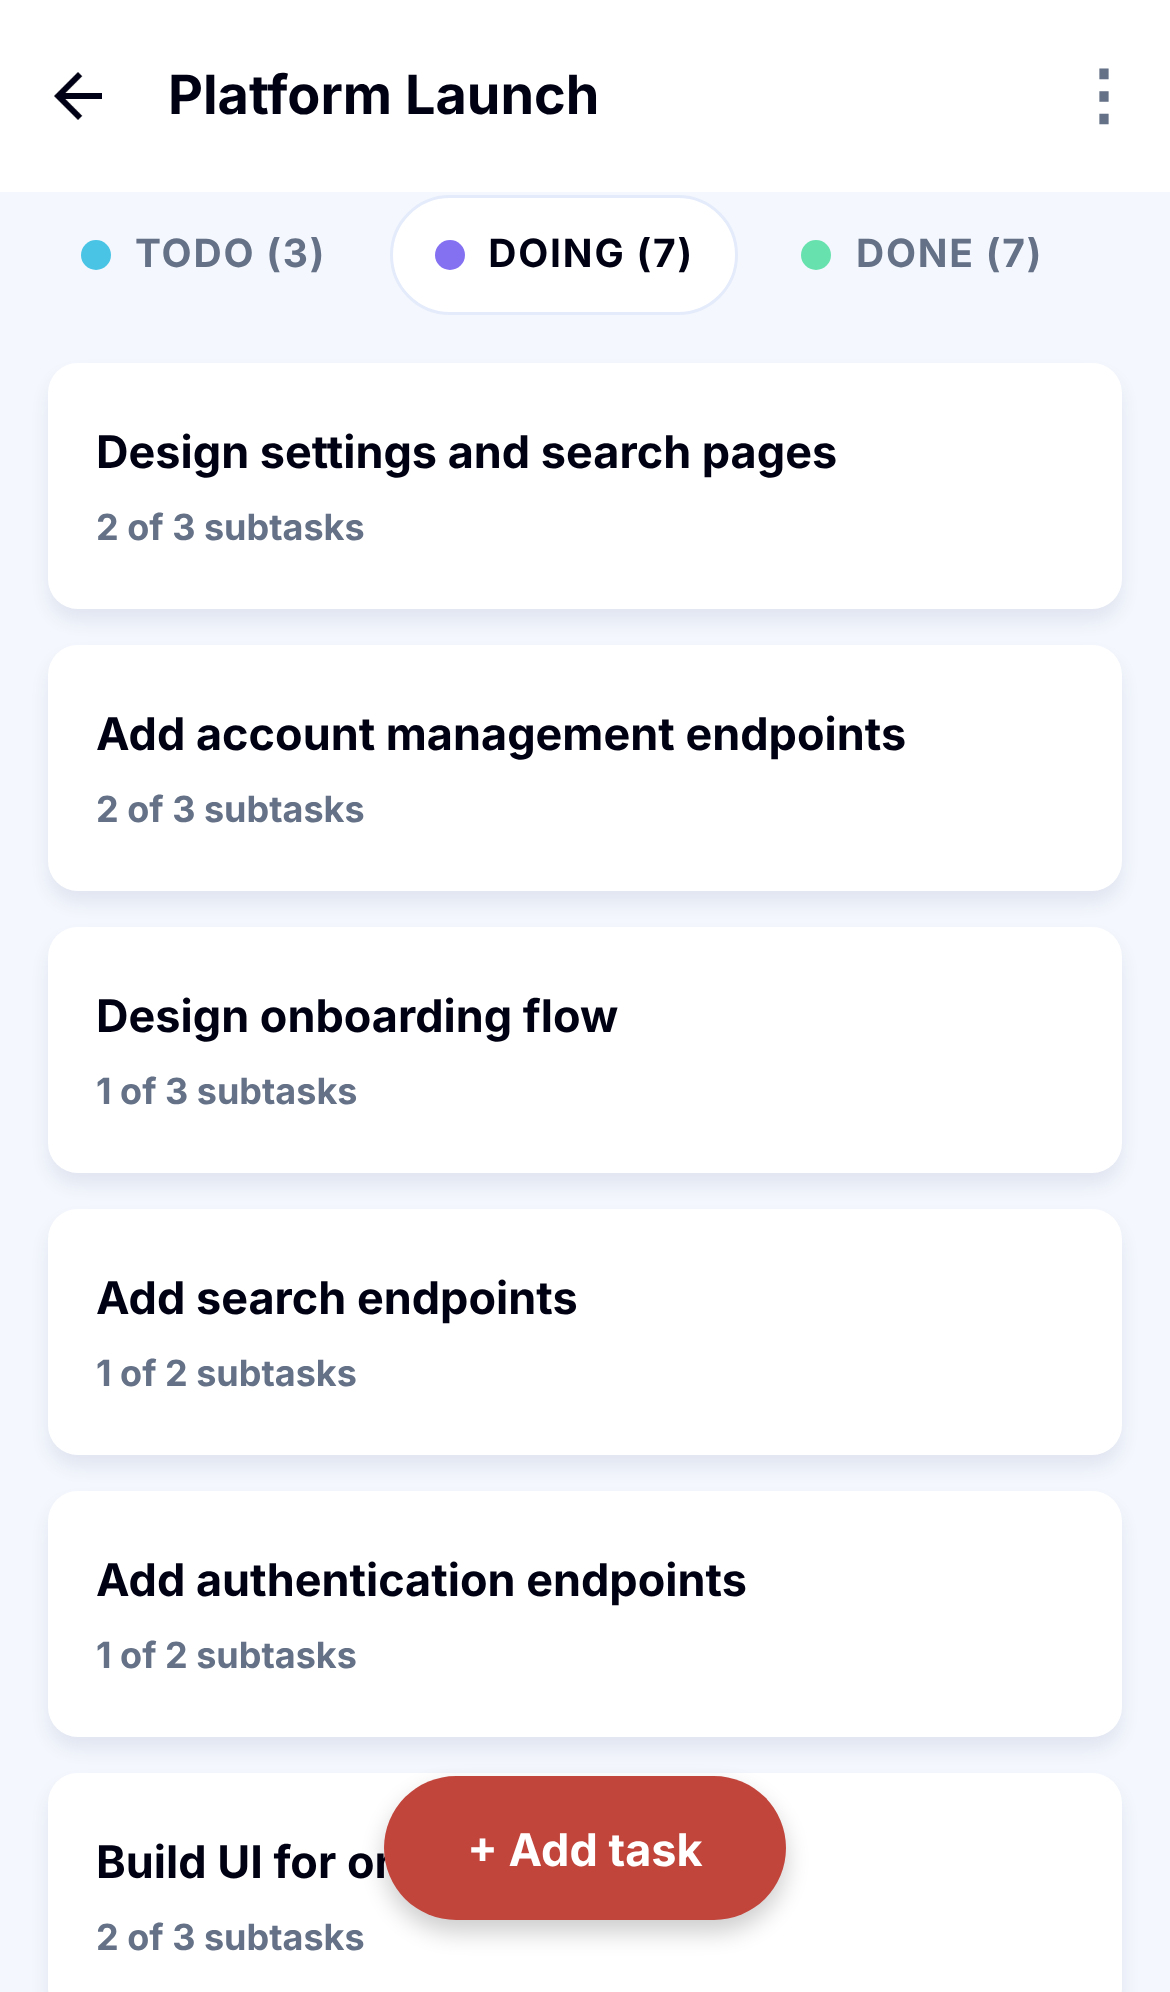 Platform Launch
TODO (3)
DOING (7)
DONE (7)
Design settings and search pages
2 of 3 subtasks
Add account management endpoints
2 of 3 subtasks
Design onboarding flow
1 of 3 subtasks
Add search endpoints
1 of 2 subtasks
Add authentication endpoints
1 of 2 subtasks
Build UI for
+ Add task
2 of 3 subtasks